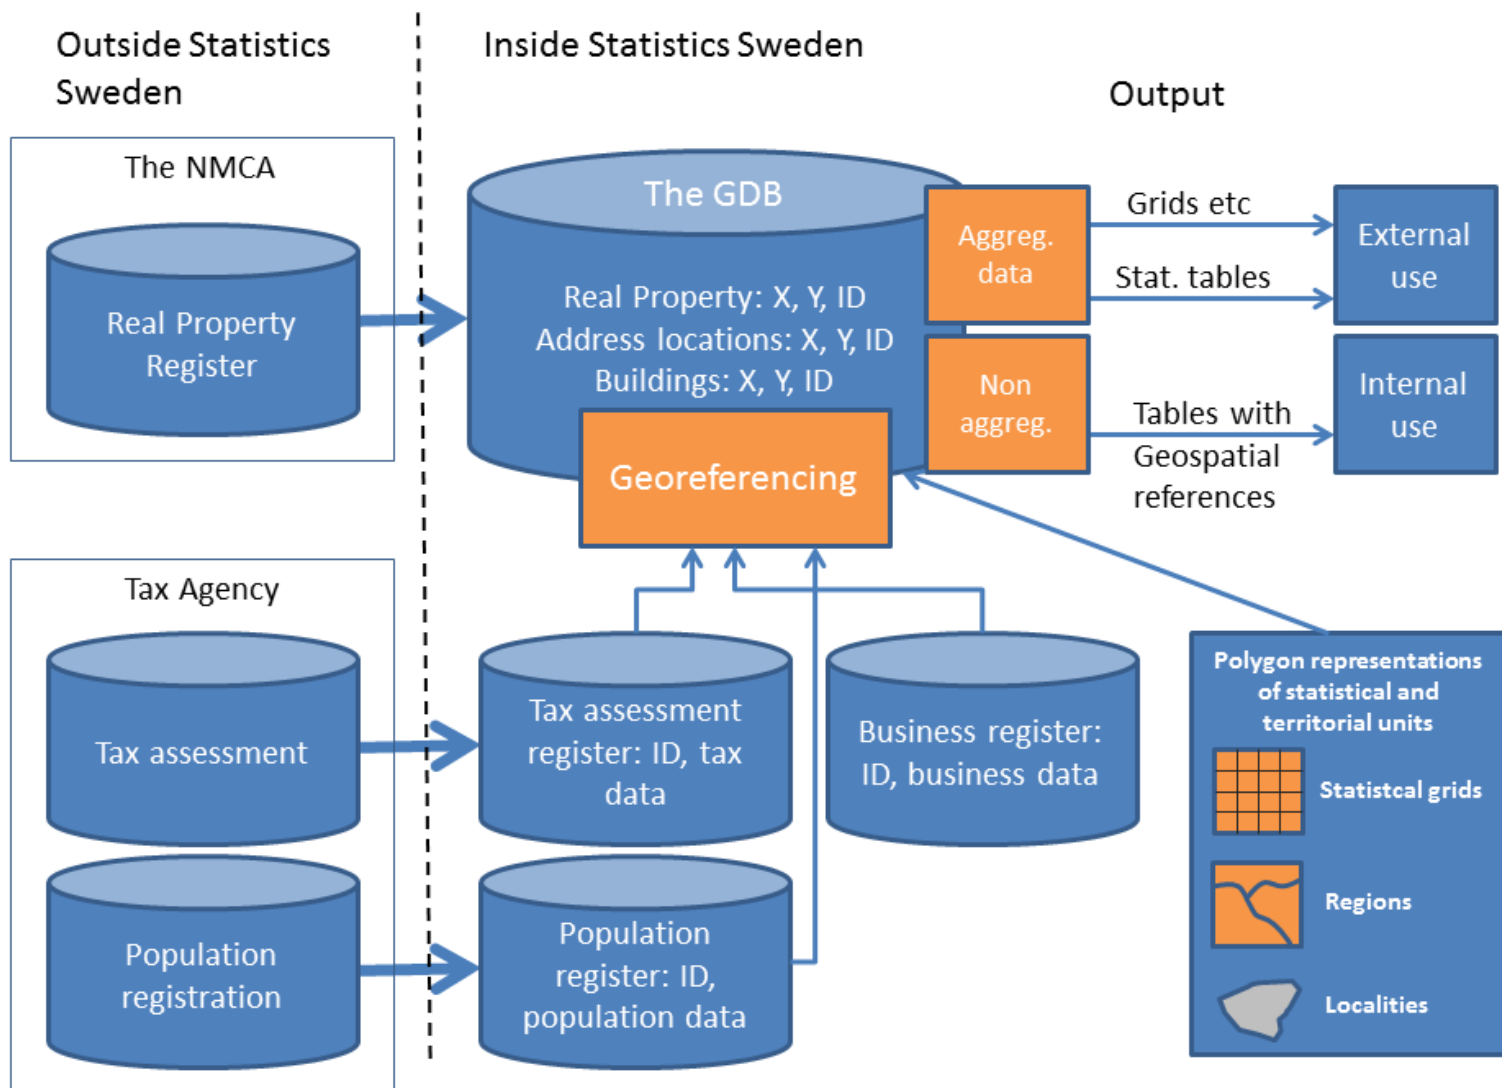 Outside Statistics
Sweden
Inside Statistics Sweden
Output
The NMCA
Real Property
Register
The GDB
Real Property: X, Y, ID
Address locations: X, Y, ID
Buildings: X, Y, ID
Georeferencing
Aggreg.
data
Non
aggreg.
Grids etc
Stat. tables
Tables with
Geospatial
references
External
use
Internal
use
Tax Agency
Tax assessment
Population
registration
Tax assessment
register: ID, tax
data
Population
register: ID,
population data
Business register:
ID, business data
Polygon representations
of statistical and
territorial units
Statistcal grids
Regions
Localities